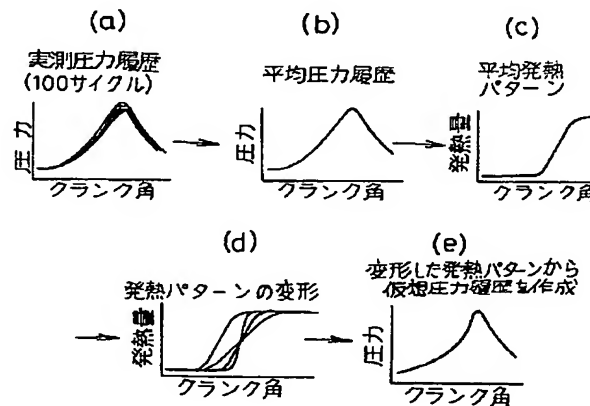 (a)
実測圧力履歴
(100サイクル)
圧力
クランク角
(b)
平均圧力履歴
圧力
クランク角
(c)
平均発熱
パターン
発熱量
クランク角
(d)
発熱パターンの変形
発熱量
クランク角
(e)
変形した発熱パターンから
仮想圧力履歴を作成
圧力
クランク角